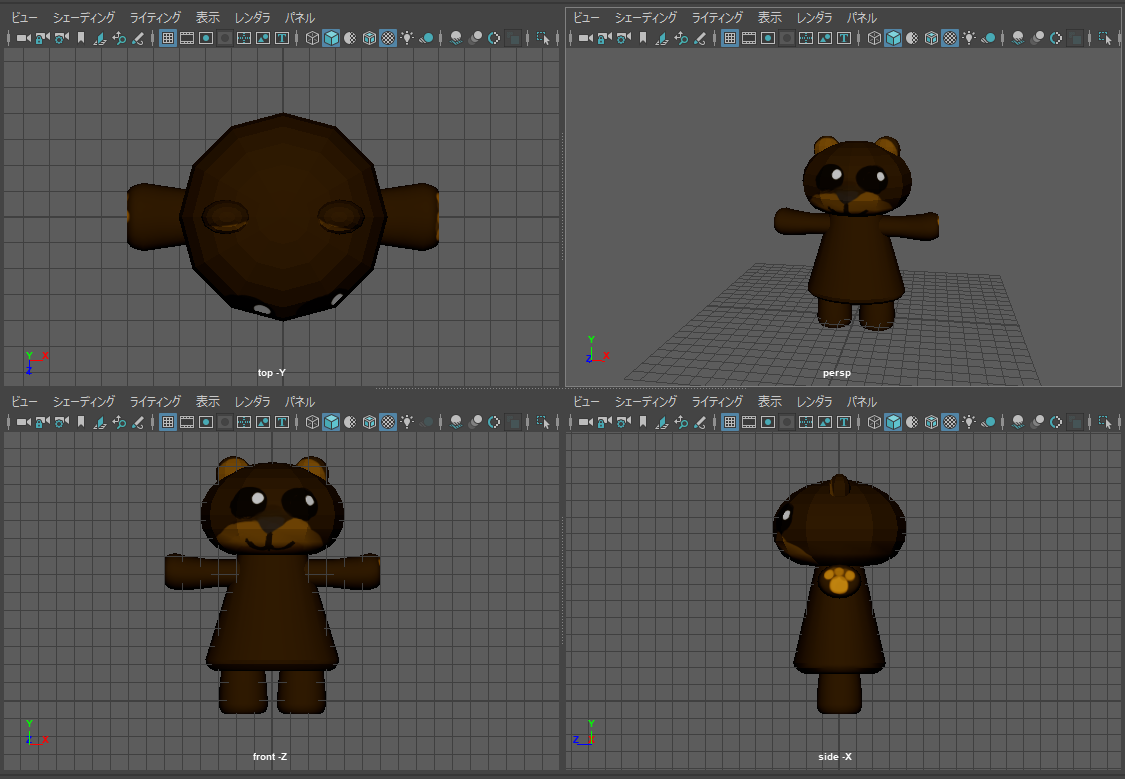 ビュー シェーディング ライティング 表示 レンダラ パネル
ビュー シェーディング ライティング 表示 レンダラ パネル
Y
X
Z
top -Y
Y
Z X
persp
ビュー シェーディング ライティング 表示 レンダラ パネル
ビュー シェーディング ライティング 表示 レンダラ パネル
Y
Z X
front -Z
Y
Z X
side -X